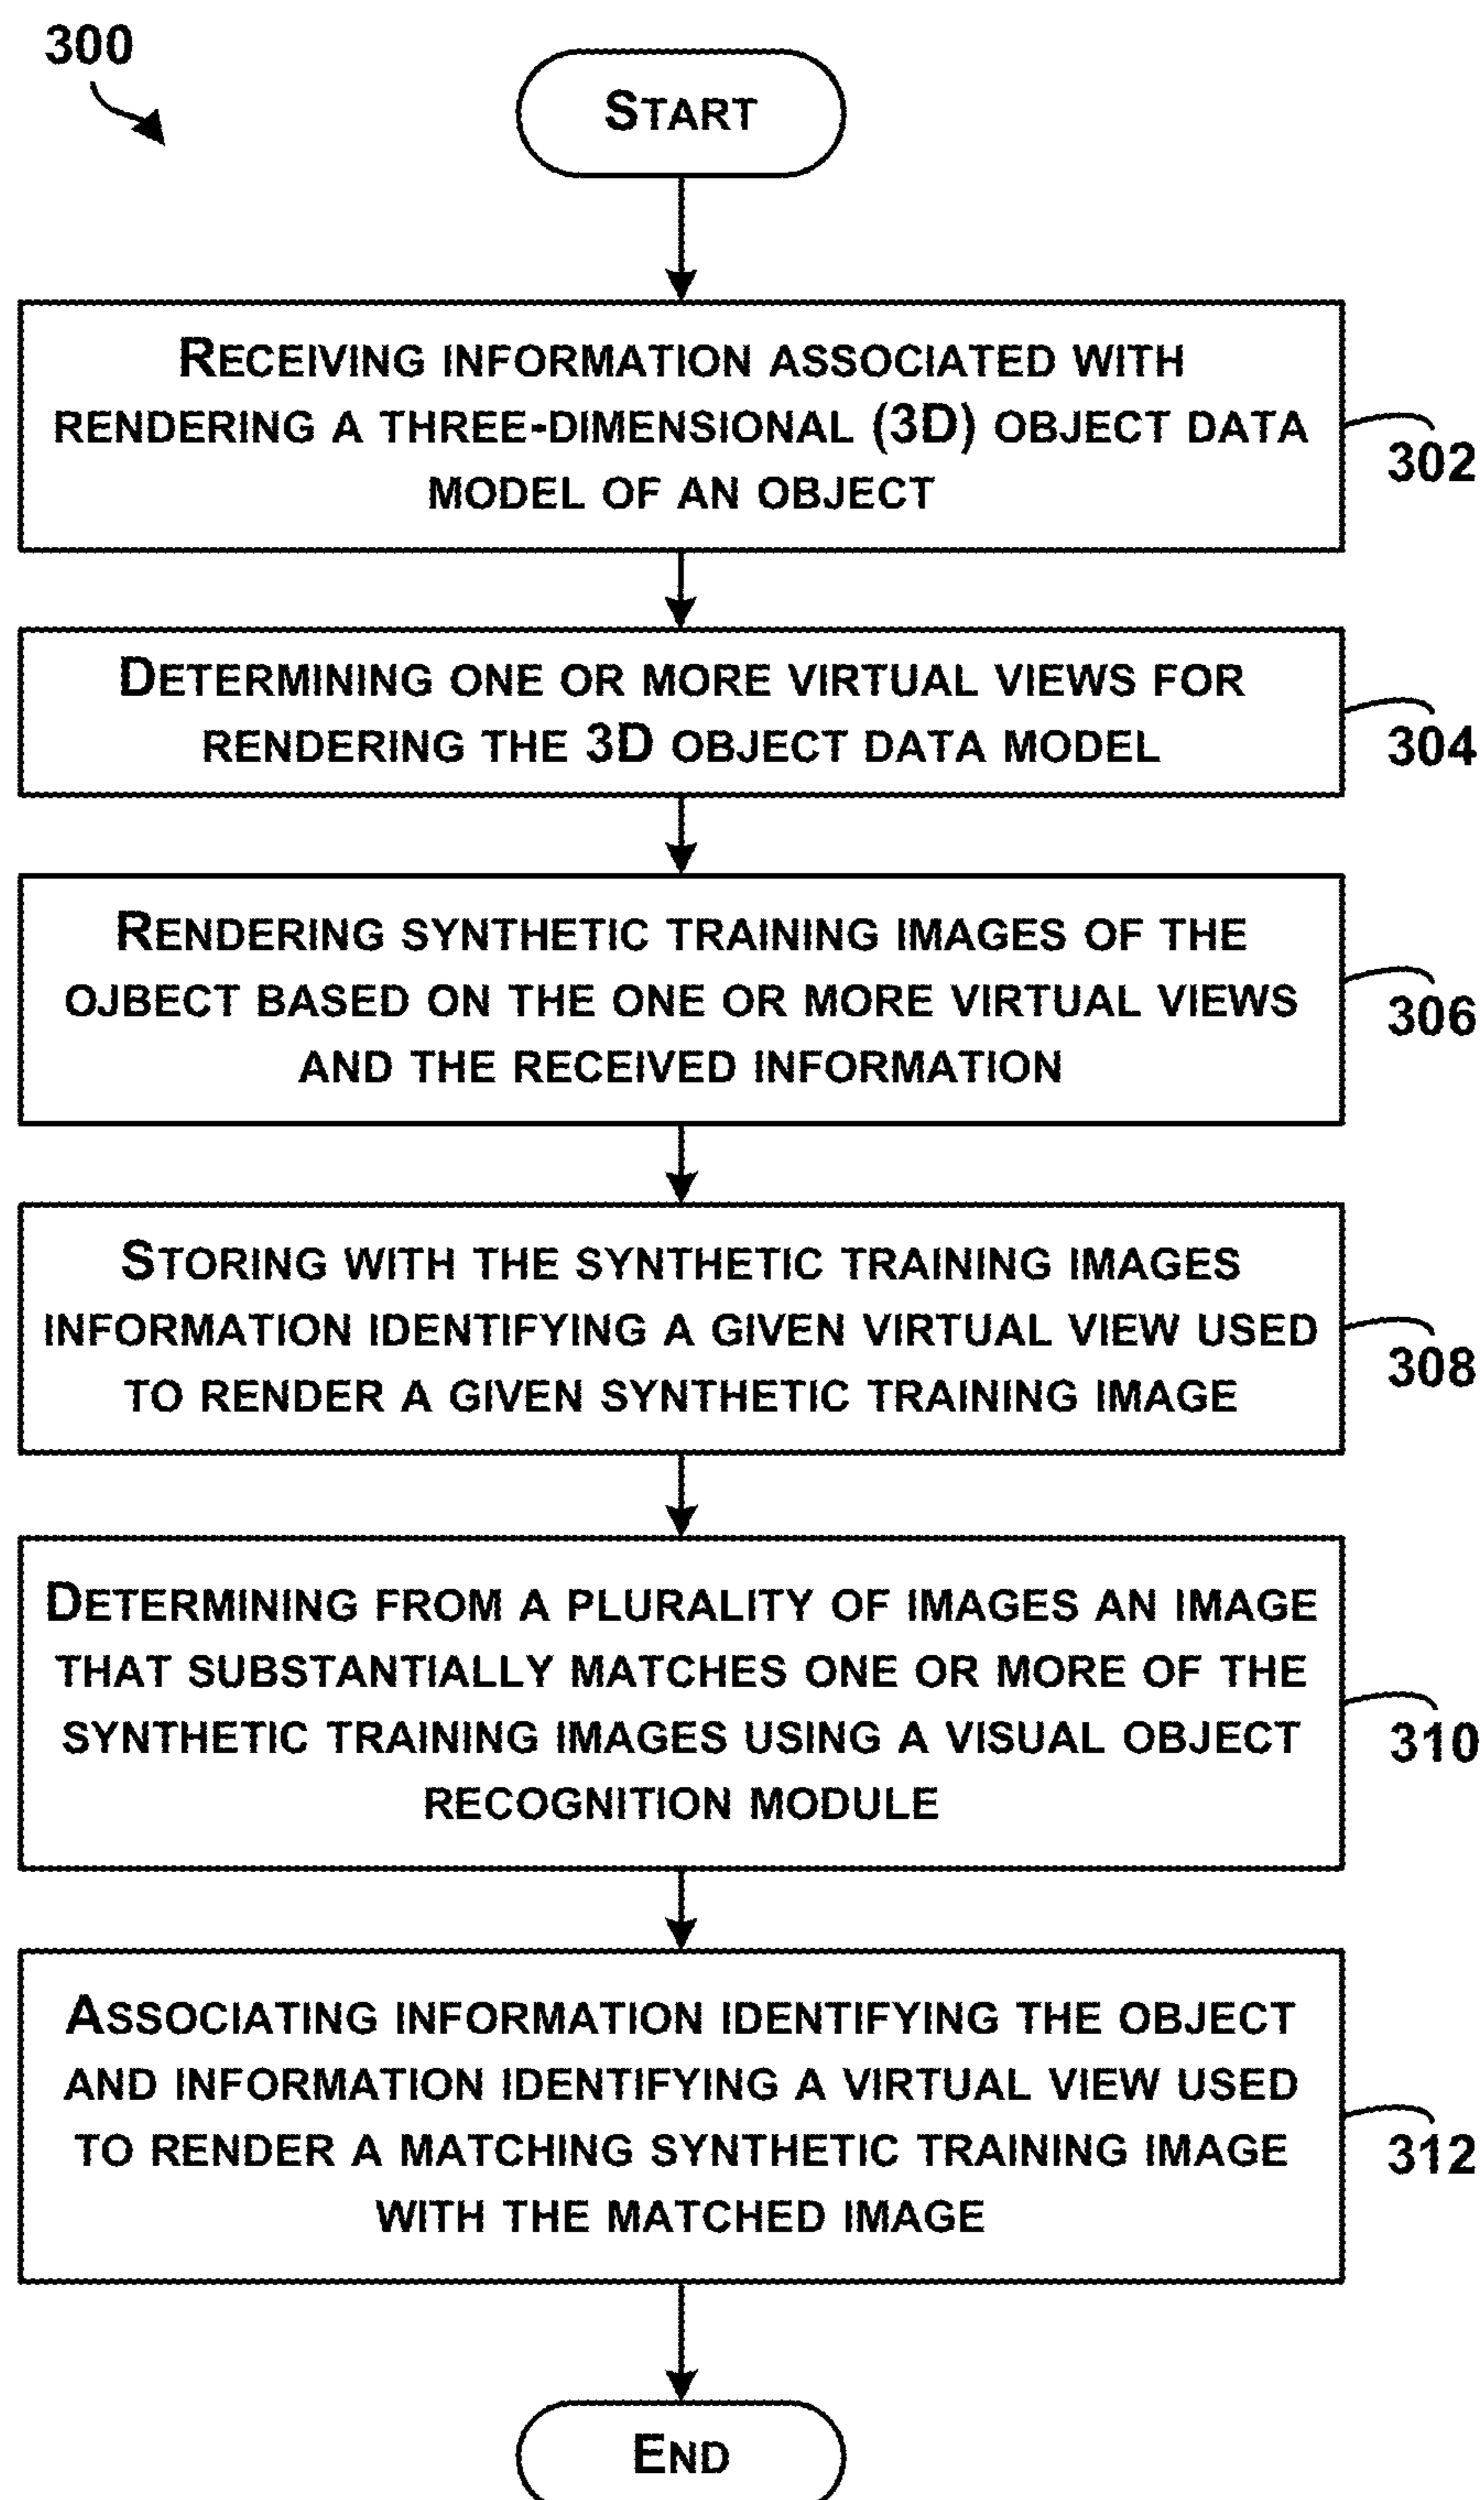 300
START
RECEIVING INFORMATION ASSOCIATED WITH
RENDERING A THREE-DIMENSIONAL (3D) OBJECT DATA
MODEL OF AN OBJECT
302
DETERMINING ONE OR MORE VIRTUAL VIEWS FOR
RENDERING THE 3D OBJECT DATA MODEL
304
RENDERING SYNTHETIC TRAINING IMAGES OF THE
OJBECT BASED ON THE ONE OR MORE VIRTUAL VIEWS
AND THE RECEIVED INFORMATION
306
STORING WITH THE SYNTHETIC TRAINING IMAGES
INFORMATION IDENTIFYING A GIVEN VIRTUAL VIEW USED
TO RENDER A GIVEN SYNTHETIC TRAINING IMAGE
308
DETERMINING FROM A PLURALITY OF IMAGES AN IMAGE
THAT SUBSTANTIALLY MATCHES ONE OR MORE OF THE
SYNTHETIC TRAINING IMAGES USING A VISUAL OBJECT
RECOGNITION MODULE
310
ASSOCIATING INFORMATION IDENTIFYING THE OBJECT
AND INFORMATION IDENTIFYING A VIRTUAL VIEW USED
TO RENDER A MATCHING SYNTHETIC TRAINING IMAGE
WITH THE MATCHED IMAGE
312
END